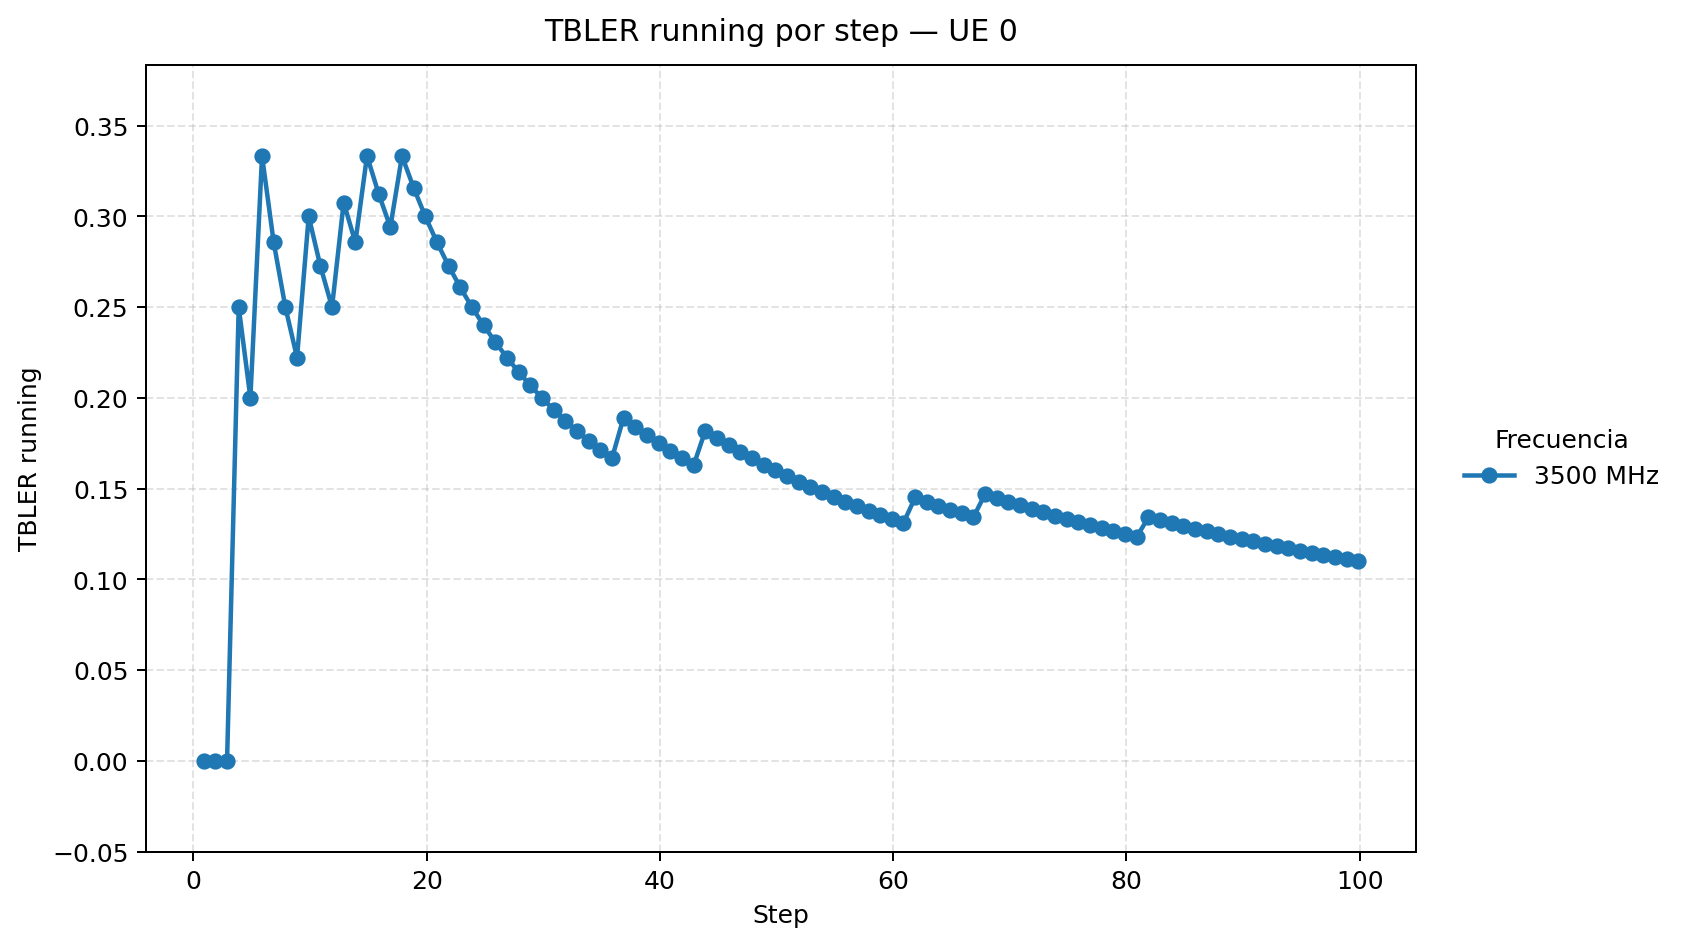 TBLER running por step — UE 0
TBLER running
0.35
0.30
0.25
0.20
0.15
0.10
0.05
0.00
−0.05
0 20 40 60 80 100
Step
Frecuencia
3500 MHz